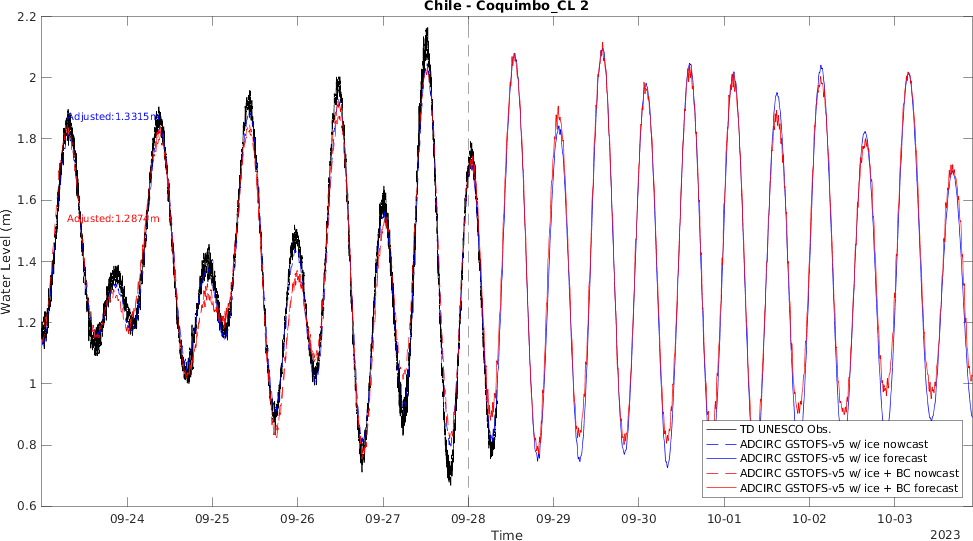 Chile - Coquimbo_CL 2
2.2
2
1.8
1.6
1.4
1.2
1
0.8
0.6
Water Level (m)
Adjusted:1.3315m
Adjusted:1.2874m
TD UNESCO Obs.
ADCIRC GSTOFS-v5 w/ ice nowcast
ADCIRC GSTOFS-v5 w/ ice forecast
ADCIRC GSTOFS-v5 w/ ice + BC nowcast
ADCIRC GSTOFS-v5 w/ ice + BC forecast
09-24 09-25 09-26 09-27 09-28 09-29 09-30 10-01 10-02 10-03
Time
2023